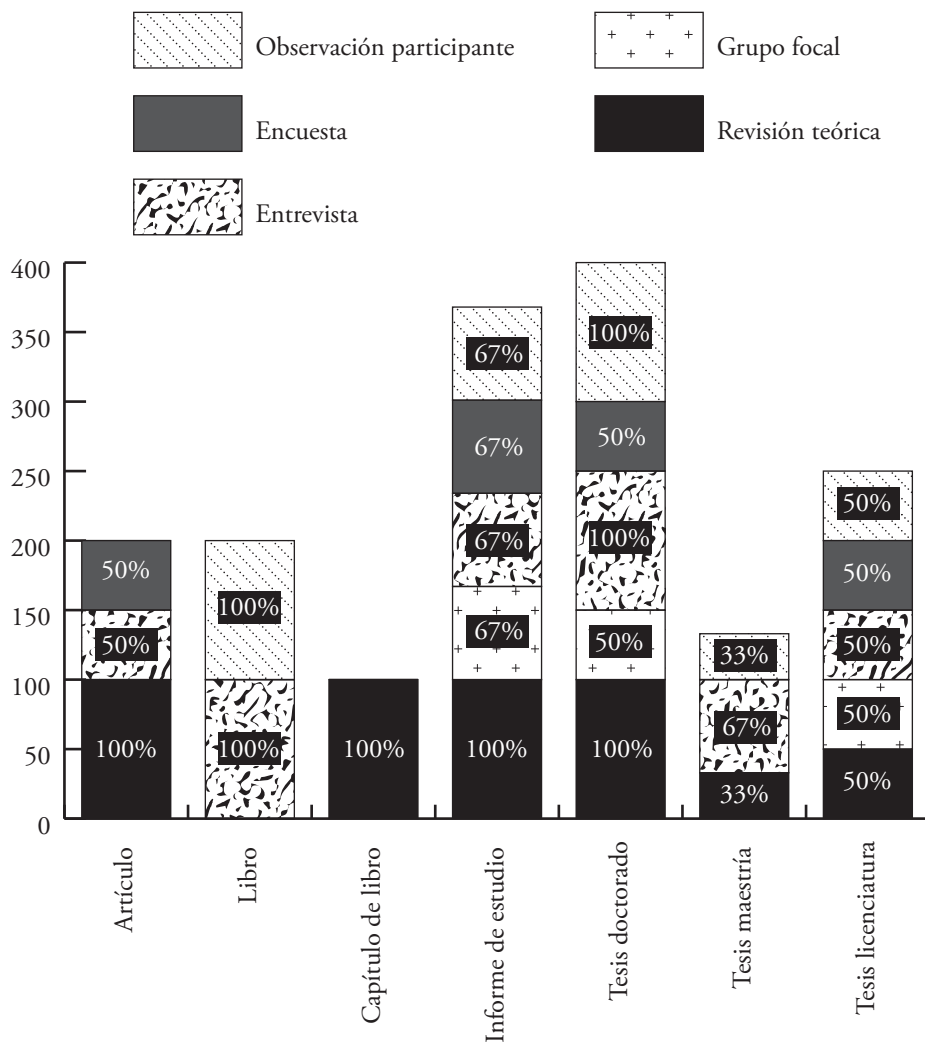 Observación participante
Grupo focal
Encuesta
Revisión teórica
Entrevista
400
350
300
250
200
150
100
50
0
50%
50%
100%
100%
100%
100%
67%
67%
67%
67%
100%
100%
50%
100%
50%
100%
33%
67%
33%
50%
50%
50%
50%
50%
Artículo
Libro
Capítulo de libro
Informe de estudio
Tesis doctorado
Tesis maestría
Tesis licenciatura